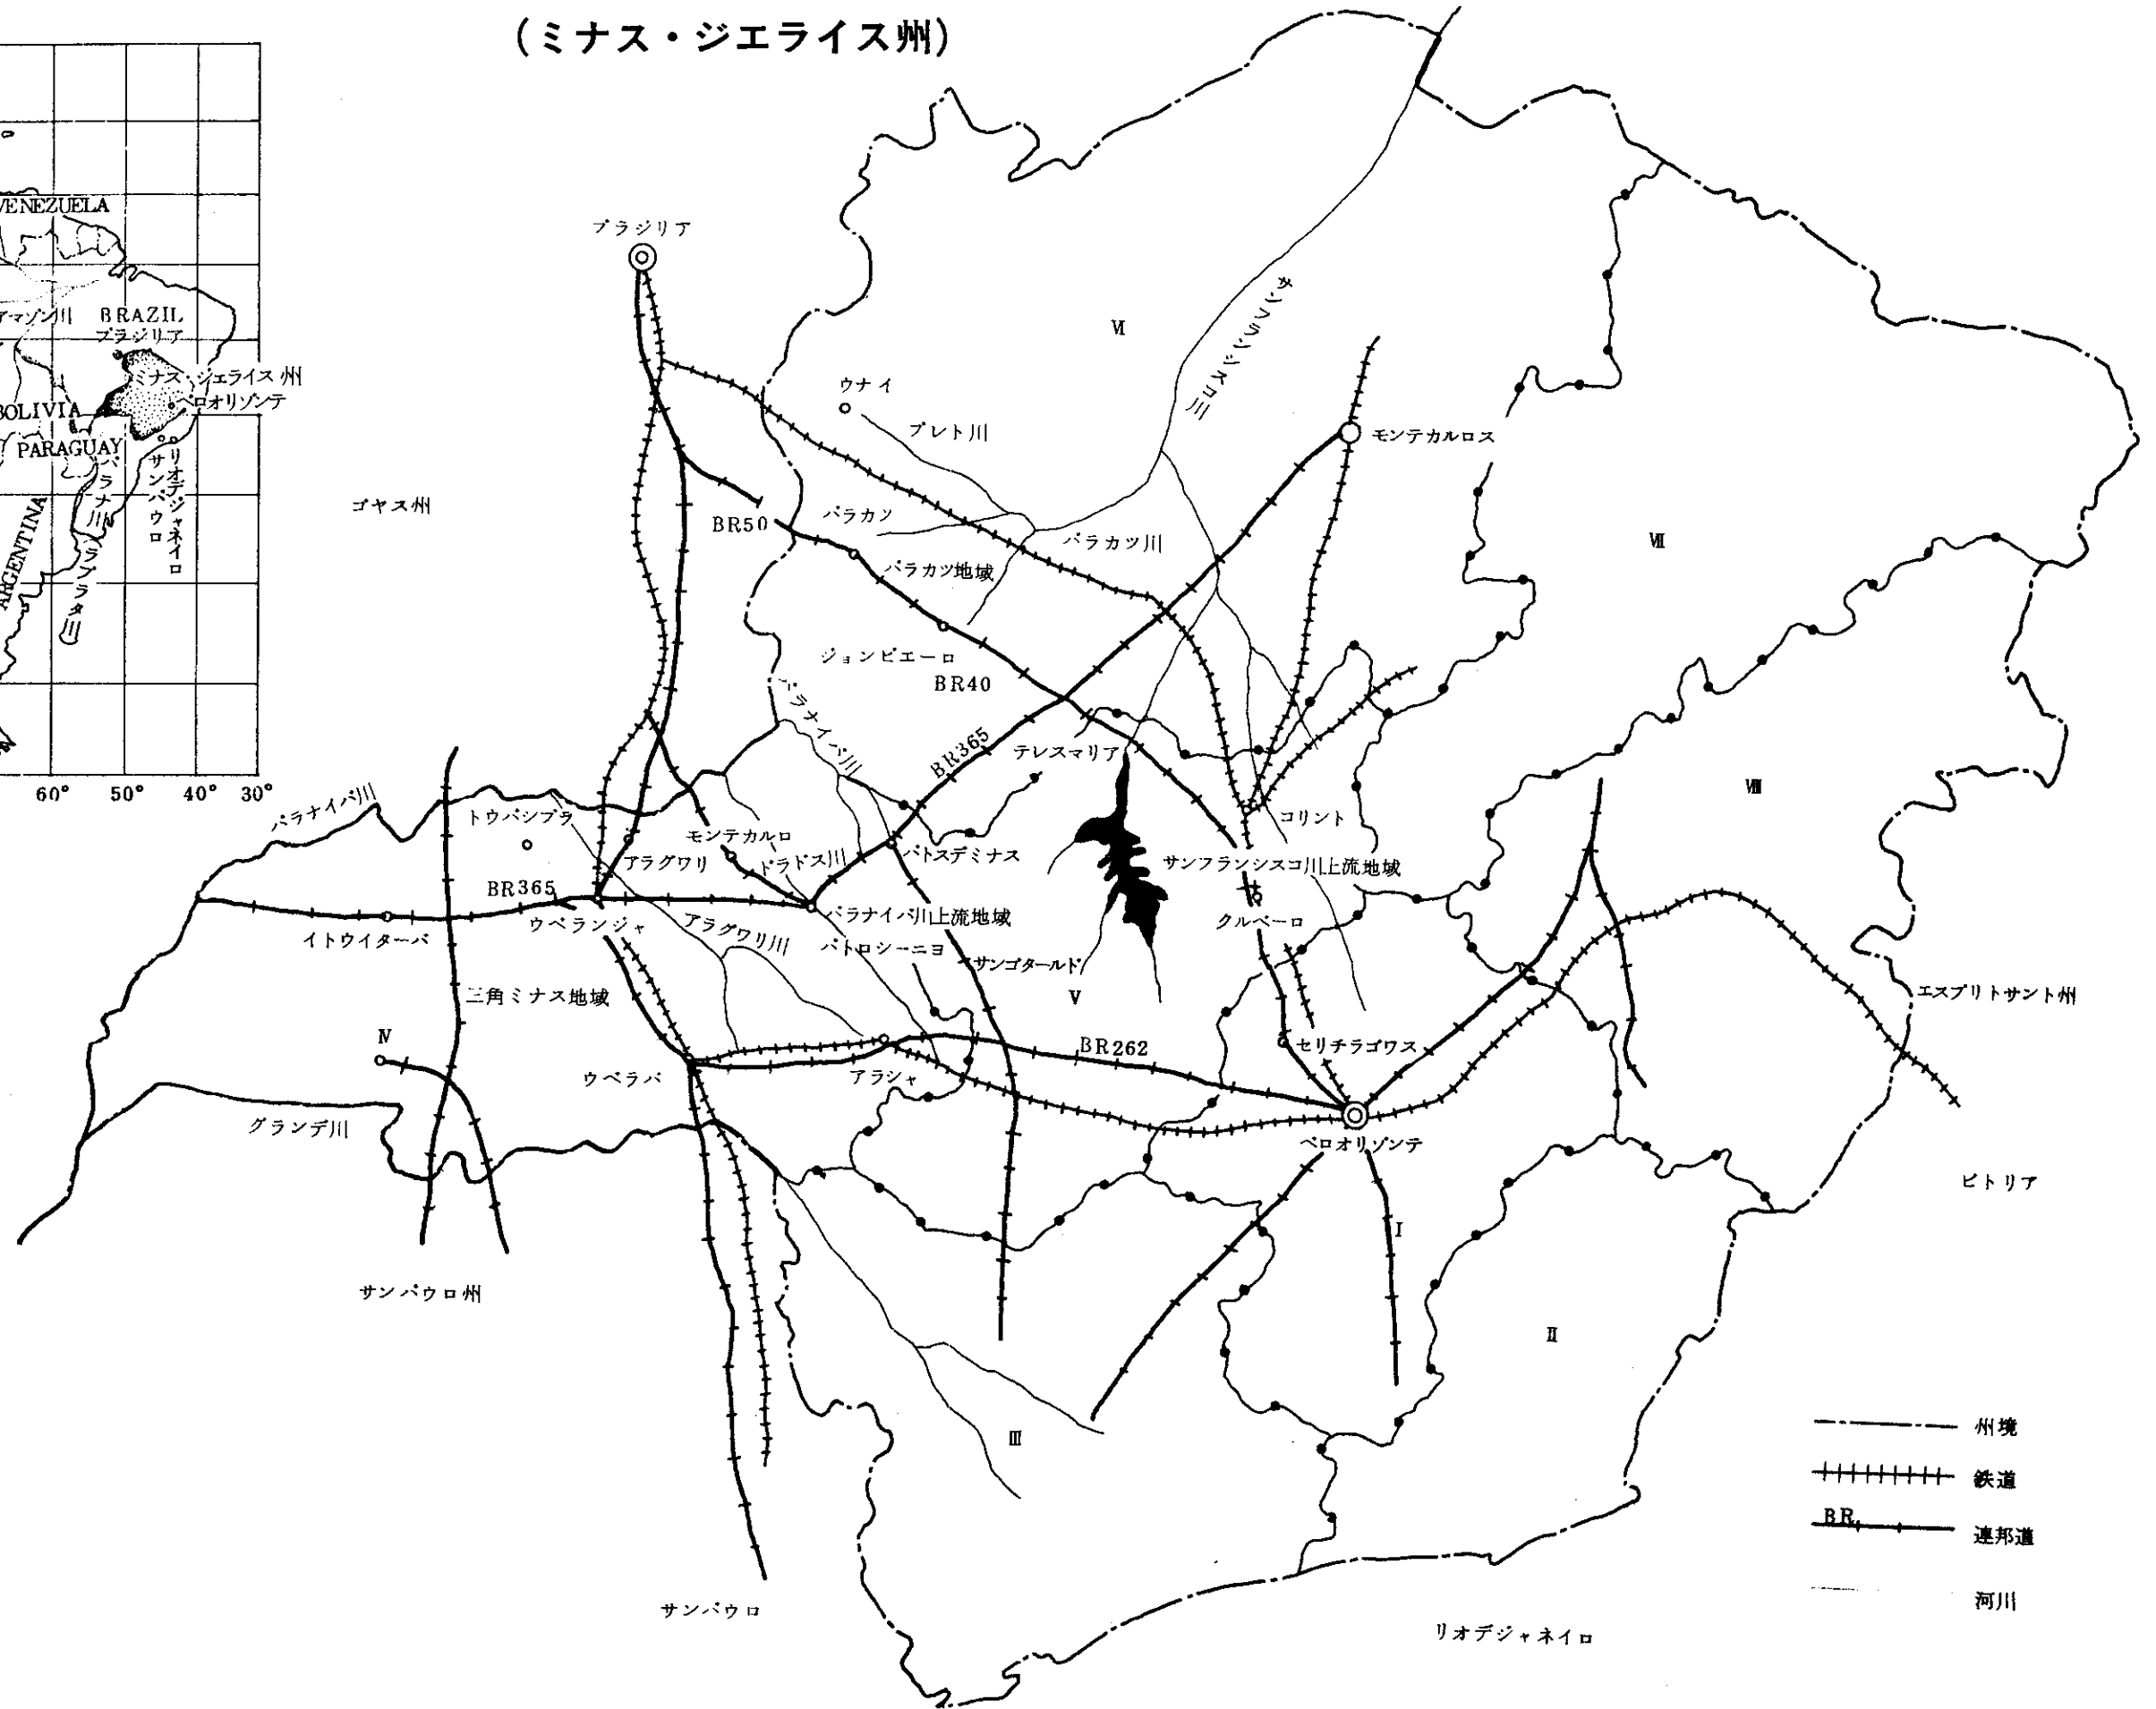 (ミナス・ジエライス州)
VENEZUELA
アマゾン川
BRAZIL
ブラジリア
ミナス・ジェライス州
ベロオリゾンテ
BOLIVIA
PARAGUAY
パラナ川
サンパウロ
リオデジャネイロ
ARGENTINA
ラプラタ川
60° 50° 40° 30°
ブラジリア
ゴヤス州
BR50
ウナイ
プレト川
サンフランシスコ川
Ⅵ
モンテカルロス
パラカツ
パラカツ川
パラカツ地域
Ⅶ
ジョンピエーロ
BR40
パラナイバ川
BR365
テレスマリア
Ⅷ
パラナイバ川
トウパシブラ
モンテカルロ
アラグワリ
ドラドス川
パトスデミナス
コリント
サンフランシスコ川上流地域
BR365
イトウイターバ
ウベランジャ
アラグワリ川
パラナイバ川上流地域
パトロシーニヨ
クルベーロ
サンゴタールド
三角ミナス地域
Ⅴ
エスプリトサント州
Ⅳ
BR262
セリチラゴワス
ウベラバ
アラシャ
グランデ川
ベロオリゾンテ
ビトリア
Ⅰ
サンパウロ州
Ⅱ
Ⅲ
サンパウロ
リオデジャネイロ
州境
鉄道
BR
連邦道
河川